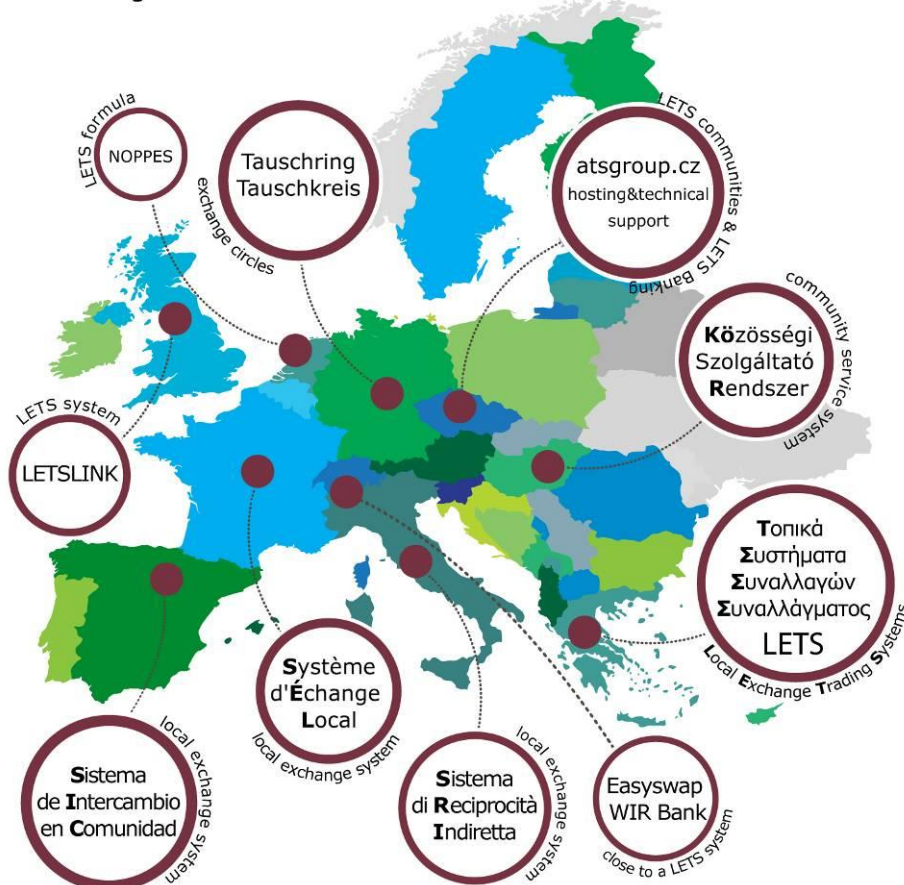 LETS formula
NOPPES
Tauschring
Tauschkreis
exchange circles
atsgroup.cz
hosting&technical
support
LETS communities & LETS Banking
Közösségi
Szolgáltató
Rendszer
community service system
LETS system
LETSLINK
Τοπικά
Συστήματα
Συναλλαγών
Συναλλάγματος
LETS
Local Exchange Trading Systems
Système
d'Échange
Local
local exchange system
Sistema
de Intercambio
en Comunidad
local exchange system
Sistema
di Reciprocità
Indiretta
local exchange system
Easyswap
WIR Bank
close to a LETS system